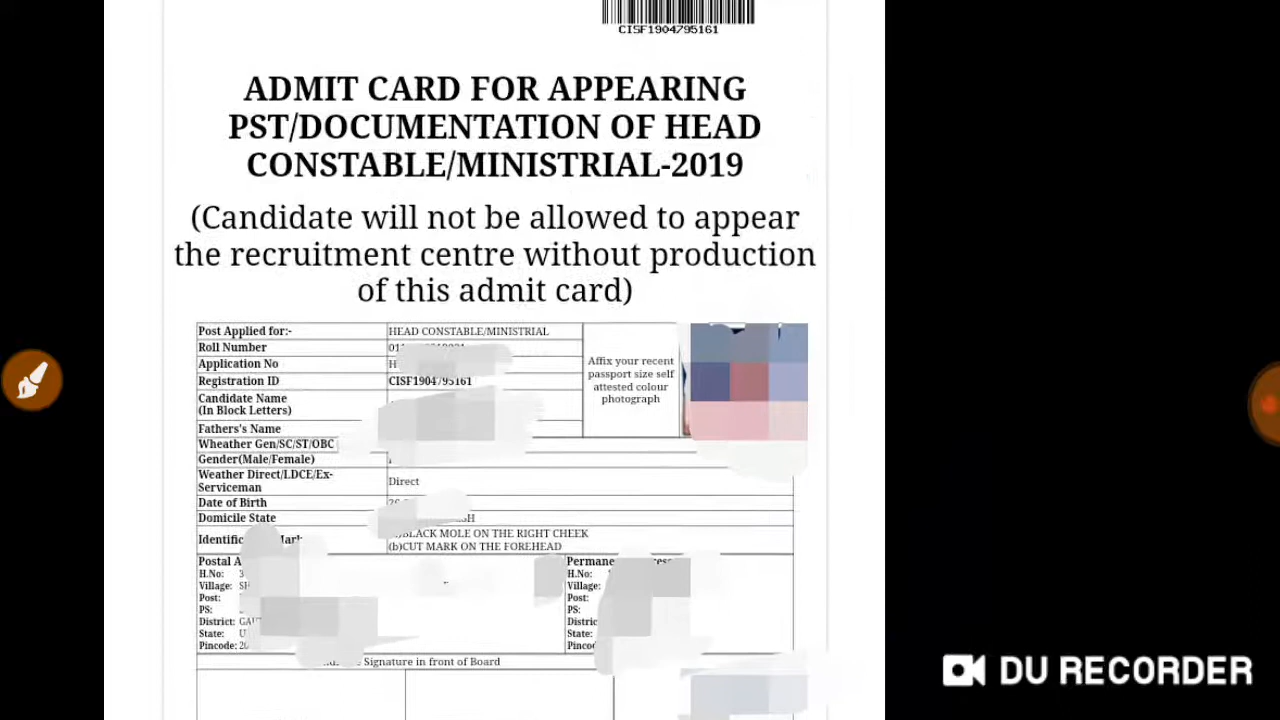 CISF1904795161
ADMIT CARD FOR APPEARING
PST/DOCUMENTATION OF HEAD
CONSTABLE/MINISTRIAL-2019
(Candidate will not be allowed to appear
the recruitment centre without production
of this admit card)
Post Applied for:- HEAD CONSTABLE/MINISTRIAL
Roll Number
Application No H
Registration ID CISF1904795161
Affix your recent
passport size self
attested colour
photograph
Candidate Name
(In Block Letters)
Fathers's Name
Wheather Gen/SC/ST/OBC
Gender(Male/Female)
Weather Direct/LDCE/Ex-
Serviceman
Direct
Date of Birth
Domicile State
BLACK MOLE ON THE RIGHT CHEEK
(b)CUT MARK ON THE FOREHEAD
Postal
H.No: 3
Village:
Post:
PS:
District:
State: U
Pincode:
H.No:
Village:
Post:
PS:
State:
Signature in front of Board
DU RECORDER